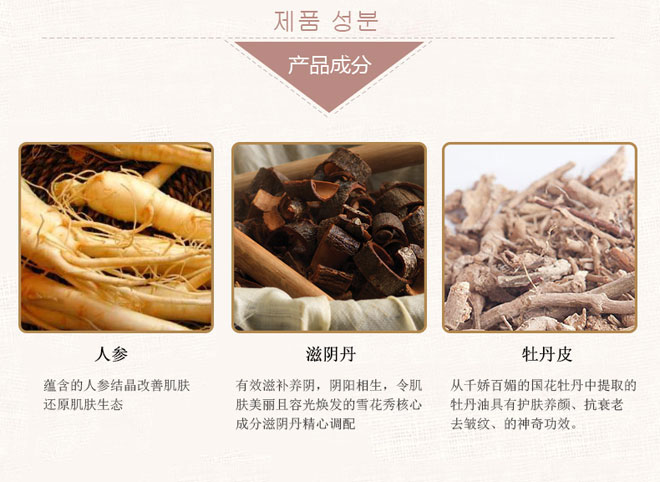 제품 성분
产品成分
人参
蕴含的人参结晶改善肌肤
还原肌肤生态
滋阴丹
有效滋补养阴，阴阳相生，令肌
肤美丽且容光焕发的雪花秀核心
成分滋阴丹精心调配
牡丹皮
从千娇百媚的国花牡丹中提取的
牡丹油具有护肤养颜、抗衰老
去皱纹、的神奇功效。